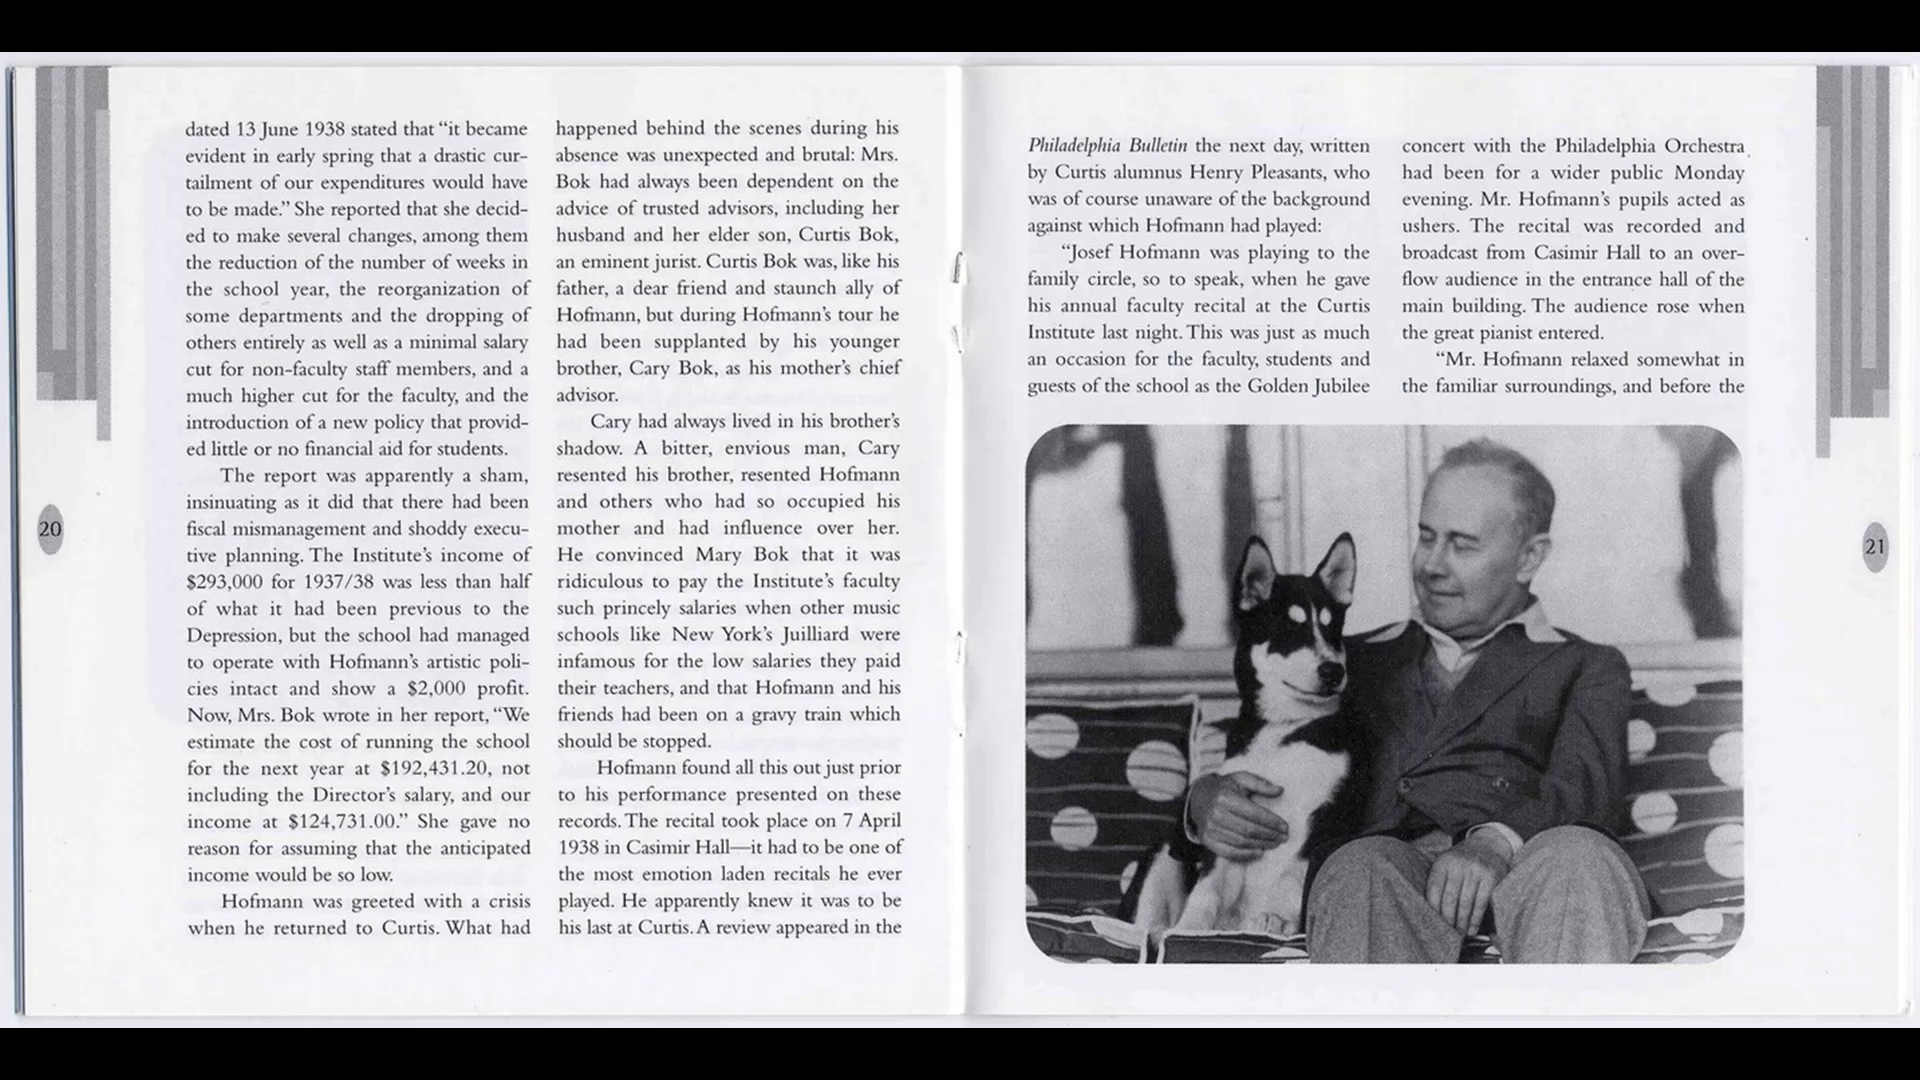 dated 13 June 1938 stated that “it became
evident in early spring that a drastic cur-
tailment of our expenditures would have
to be made.” She reported that she decid-
ed to make several changes, among them
the reduction of the number of weeks in
the school year, the reorganization of
some departments and the dropping of
others entirely as well as a minimal salary
cut for non-faculty staff members, and a
much higher cut for the faculty, and the
introduction of a new policy that provid-
ed little or no financial aid for students.
The report was apparently a sham,
insinuating as it did that there had been
fiscal mismanagement and shoddy execu-
tive planning. The Institute’s income of
$293,000 for 1937/38 was less than half
of what it had been previous to the
Depression, but the school had managed
to operate with Hofmann’s artistic poli-
cies intact and show a $2,000 profit.
Now, Mrs. Bok wrote in her report, “We
estimate the cost of running the school
for the next year at $192,431.20, not
including the Director’s salary, and our
income at $124,731.00.” She gave no
reason for assuming that the anticipated
income would be so low.
Hofmann was greeted with a crisis
when he returned to Curtis. What had
20
happened behind the scenes during his
absence was unexpected and brutal: Mrs.
Bok had always been dependent on the
advice of trusted advisors, including her
husband and her elder son, Curtis Bok,
an eminent jurist. Curtis Bok was, like his
father, a dear friend and staunch ally of
Hofmann, but during Hofmann’s tour he
had been supplanted by his younger
brother, Cary Bok, as his mother’s chief
advisor.
Cary had always lived in his brother’s
shadow. A bitter, envious man, Cary
resented his brother, resented Hofmann
and others who had so occupied his
mother and had influence over her.
He convinced Mary Bok that it was
ridiculous to pay the Institute’s faculty
such princely salaries when other music
schools like New York’s Juilliard were
infamous for the low salaries they paid
their teachers, and that Hofmann and his
friends had been on a gravy train which
should be stopped.
Hofmann found all this out just prior
to his performance presented on these
records. The recital took place on 7 April
1938 in Casimir Hall—it had to be one of
the most emotion laden recitals he ever
played. He apparently knew it was to be
his last at Curtis. A review appeared in the
Philadelphia Bulletin the next day, written
by Curtis alumnus Henry Pleasants, who
was of course unaware of the background
against which Hofmann had played:
“Josef Hofmann was playing to the
family circle, so to speak, when he gave
his annual faculty recital at the Curtis
Institute last night. This was just as much
an occasion for the faculty, students and
guests of the school as the Golden Jubilee
concert with the Philadelphia Orchestra
had been for a wider public Monday
evening. Mr. Hofmann’s pupils acted as
ushers. The recital was recorded and
broadcast from Casimir Hall to an over-
flow audience in the entrance hall of the
main building. The audience rose when
the great pianist entered.
“Mr. Hofmann relaxed somewhat in
the familiar surroundings, and before the
21